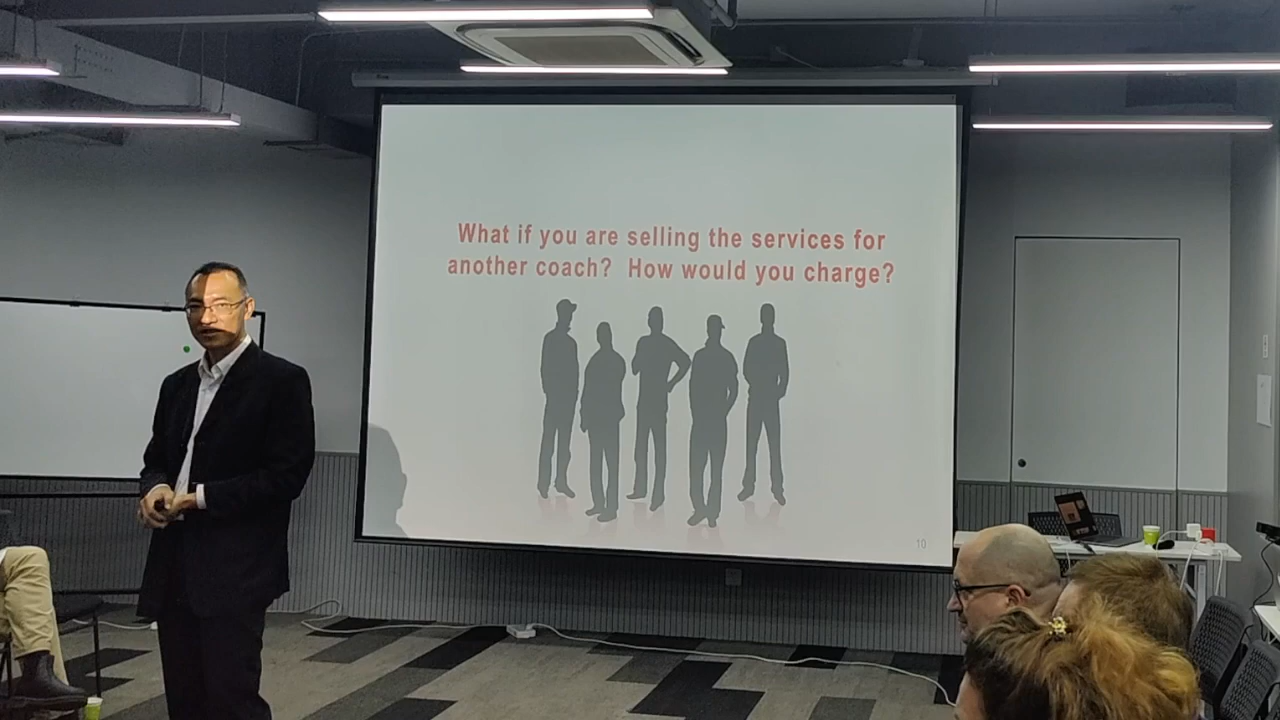 What if you are selling the services for
another coach?  How would you charge?
10